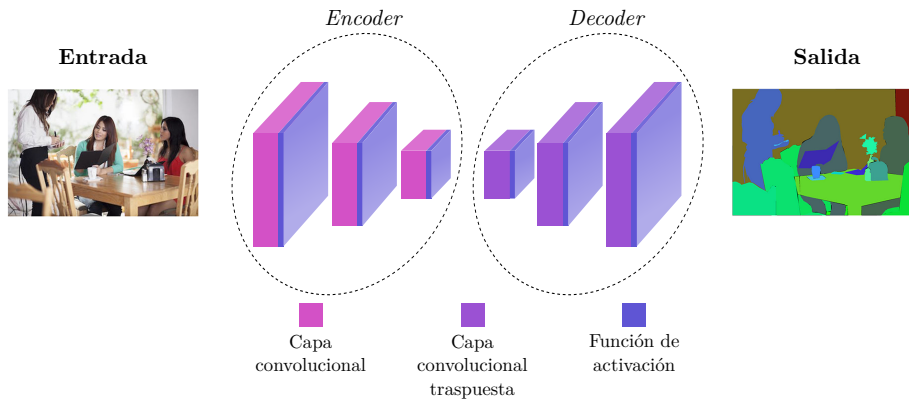 Encoder
Decoder
Entrada
Salida
Capa
convolucional
Capa
convolucional
traspuesta
Función de
activación